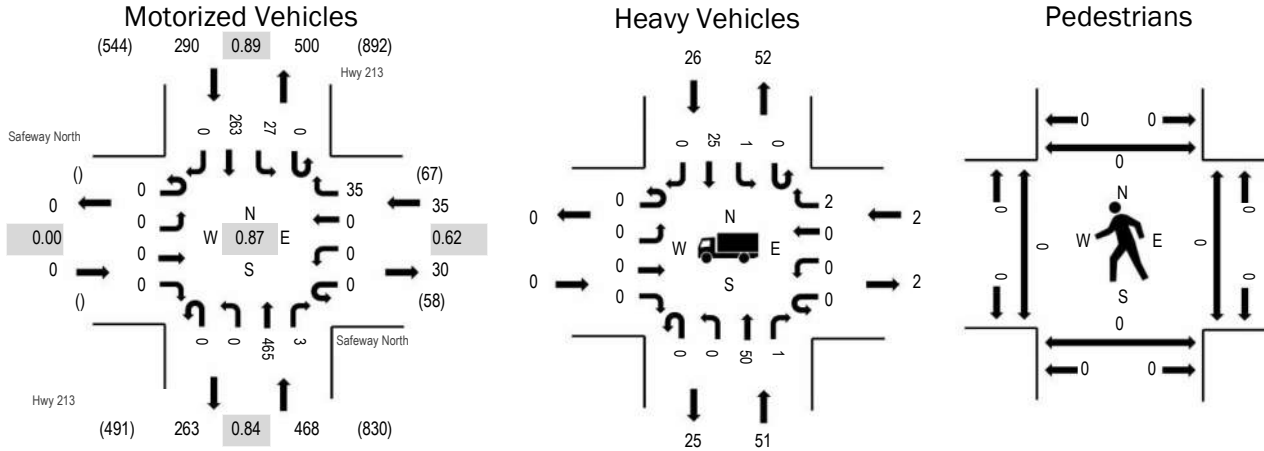 Motorized Vehicles
(544) 290 0.89 500 (892)
Hwy 213
0 263 27 0
Safeway North
()
0
0.00
0
()
0
0
0
0
N
W 0.87 E
S
35
0
0
0
(67)
35
0.62
30
(58)
0 0 465 3
Safeway North
Hwy 213
(491) 263 0.84 468 (830)
Heavy Vehicles
26 52
0 25 1 0
0
0
0
0
0
0
N
W E
S
2
0
0
0
2
2
0 0 50 1
25 51
Pedestrians
0 0
0
0
0
0
N
W E
S
0
0
0
0
0 0